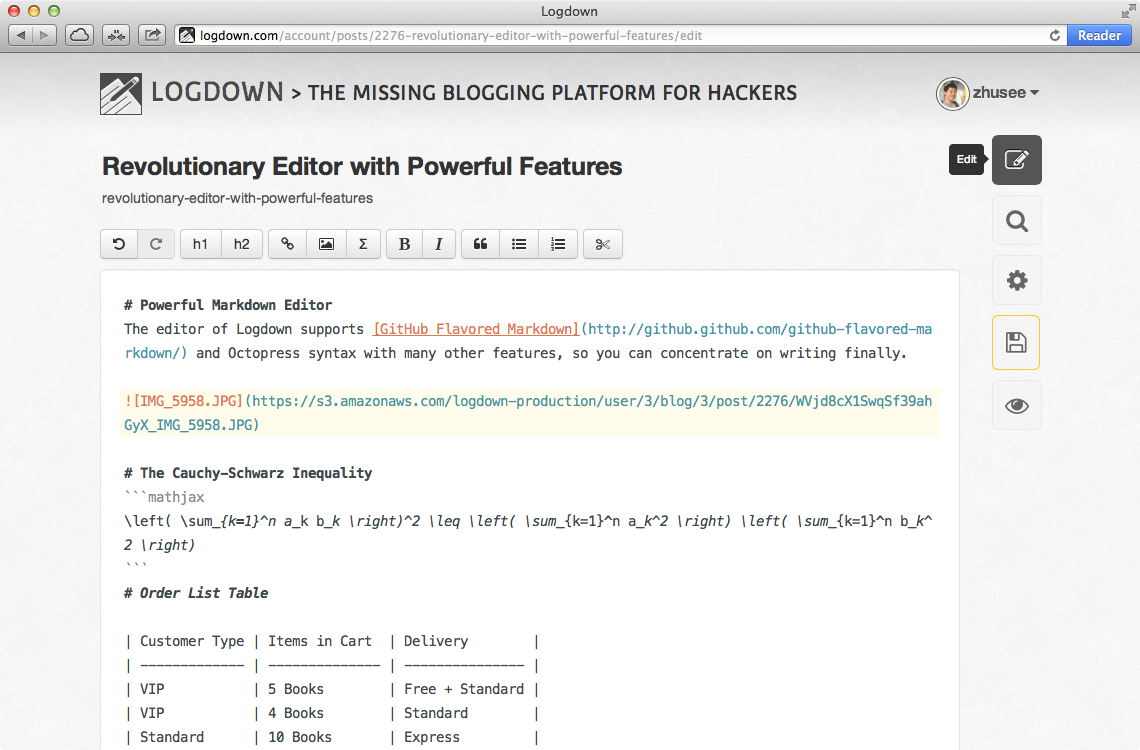 Logdown
logdown.com/account/posts/2276-revolutionary-editor-with-powerful-features/edit
Reader
LOGDOWN > THE MISSING BLOGGING PLATFORM FOR HACKERS
zhusee
Revolutionary Editor with Powerful Features
Edit
revolutionary-editor-with-powerful-features
h1 h2 Σ B I
# Powerful Markdown Editor
The editor of Logdown supports [GitHub Flavored Markdown](http://github.github.com/github-flavored-ma
rkdown/) and Octopress syntax with many other features, so you can concentrate on writing finally.
![IMG_5958.JPG](https://s3.amazonaws.com/logdown-production/user/3/blog/3/post/2276/WVjd8cX1SwqSf39ah
GyX_IMG_5958.JPG)
# The Cauchy-Schwarz Inequality
```mathjax
\left( \sum_{k=1}^n a_k b_k \right)^2 \leq \left( \sum_{k=1}^n a_k^2 \right) \left( \sum_{k=1}^n b_k^
2 \right)
```
# Order List Table
| Customer Type | Items in Cart  | Delivery        |
| ------------- | -------------- | --------------- |
| VIP           | 5 Books        | Free + Standard |
| VIP           | 4 Books        | Standard        |
| Standard      | 10 Books       | Express         |